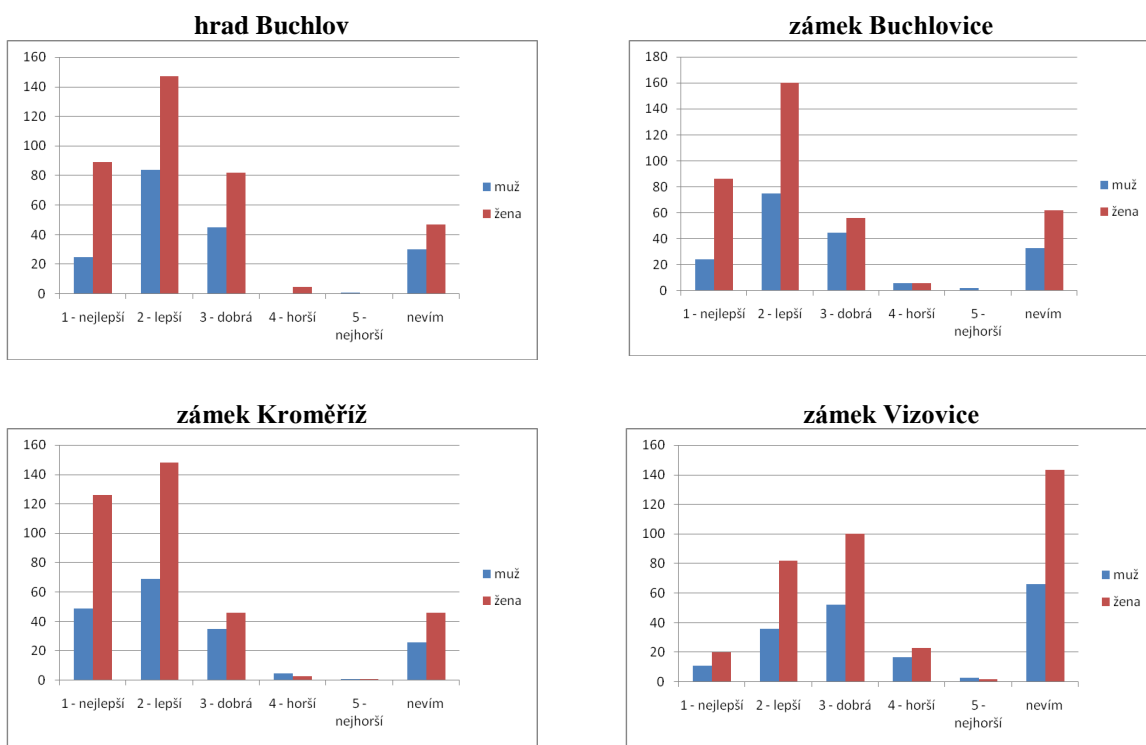 hrad Buchlov
160
140
120
100
80
60
40
20
0
1 - nejlepší 2 - lepší 3 - dobrá 4 - horší 5 - nevím
nejhorší
muž
žena
zámek Buchlovice
180
160
140
120
100
80
60
40
20
0
1 - nejlepší 2 - lepší 3 - dobrá 4 - horší 5 - nevím
nejhorší
muž
žena
zámek Kroměříž
160
140
120
100
80
60
40
20
0
1 - nejlepší 2 - lepší 3 - dobrá 4 - horší 5 - nevím
nejhorší
muž
žena
zámek Vizovice
160
140
120
100
80
60
40
20
0
1 - nejlepší 2 - lepší 3 - dobrá 4 - horší 5 - nevím
nejhorší
muž
žena